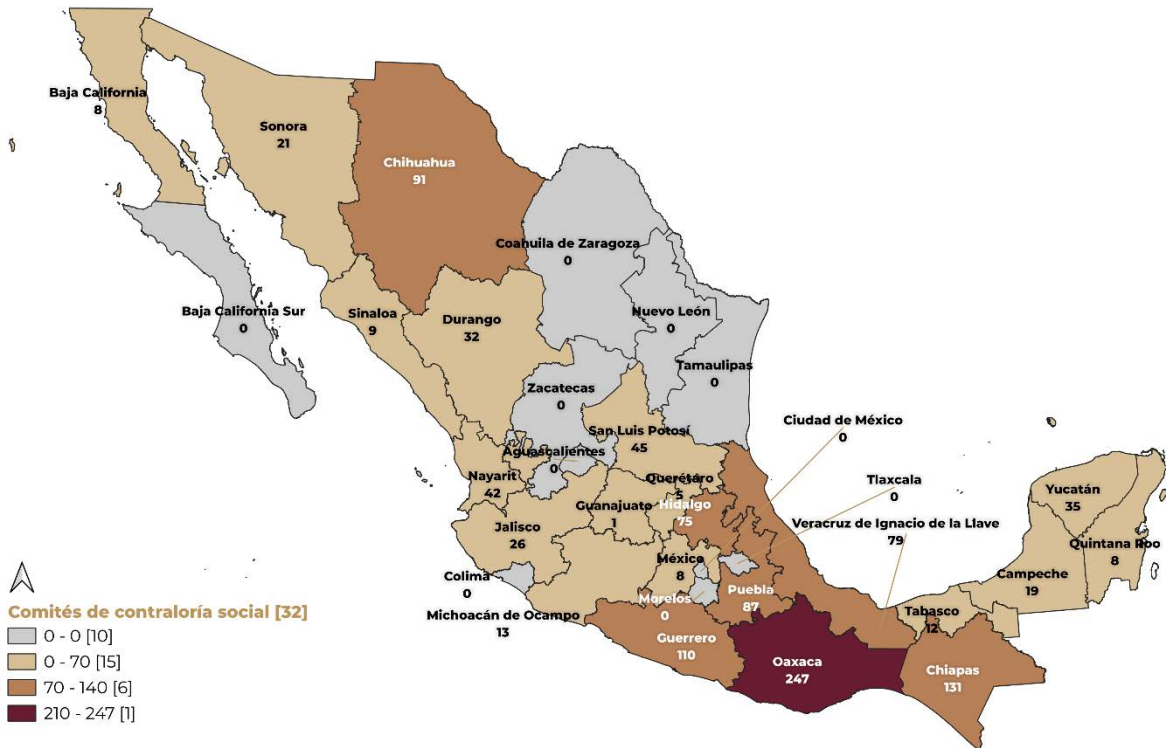 Baja California
8
Sonora
21
Chihuahua
91
Coahuila de Zaragoza
0
Baja California Sur
0
Sinaloa
9
Durango
32
Nuevo León
0
Tamaulipas
0
Zacatecas
0
San Luis Potosí
45
Ciudad de México
0
Aguascalientes
0
Nayarit
42
Querétaro
5
Tlaxcala
0
Yucatán
35
Guanajuato
1
Hidalgo
75
Veracruz de Ignacio de la Llave
79
Jalisco
26
Quintana Roo
8
México
8
Campeche
19
Colima
0
Morelos
0
Puebla
87
Tabasco
12
Michoacán de Ocampo
13
Guerrero
110
Oaxaca
247
Chiapas
131
Comités de contraloría social [32]
0 - 0 [10]
0 - 70 [15]
70 - 140 [6]
210 - 247 [1]